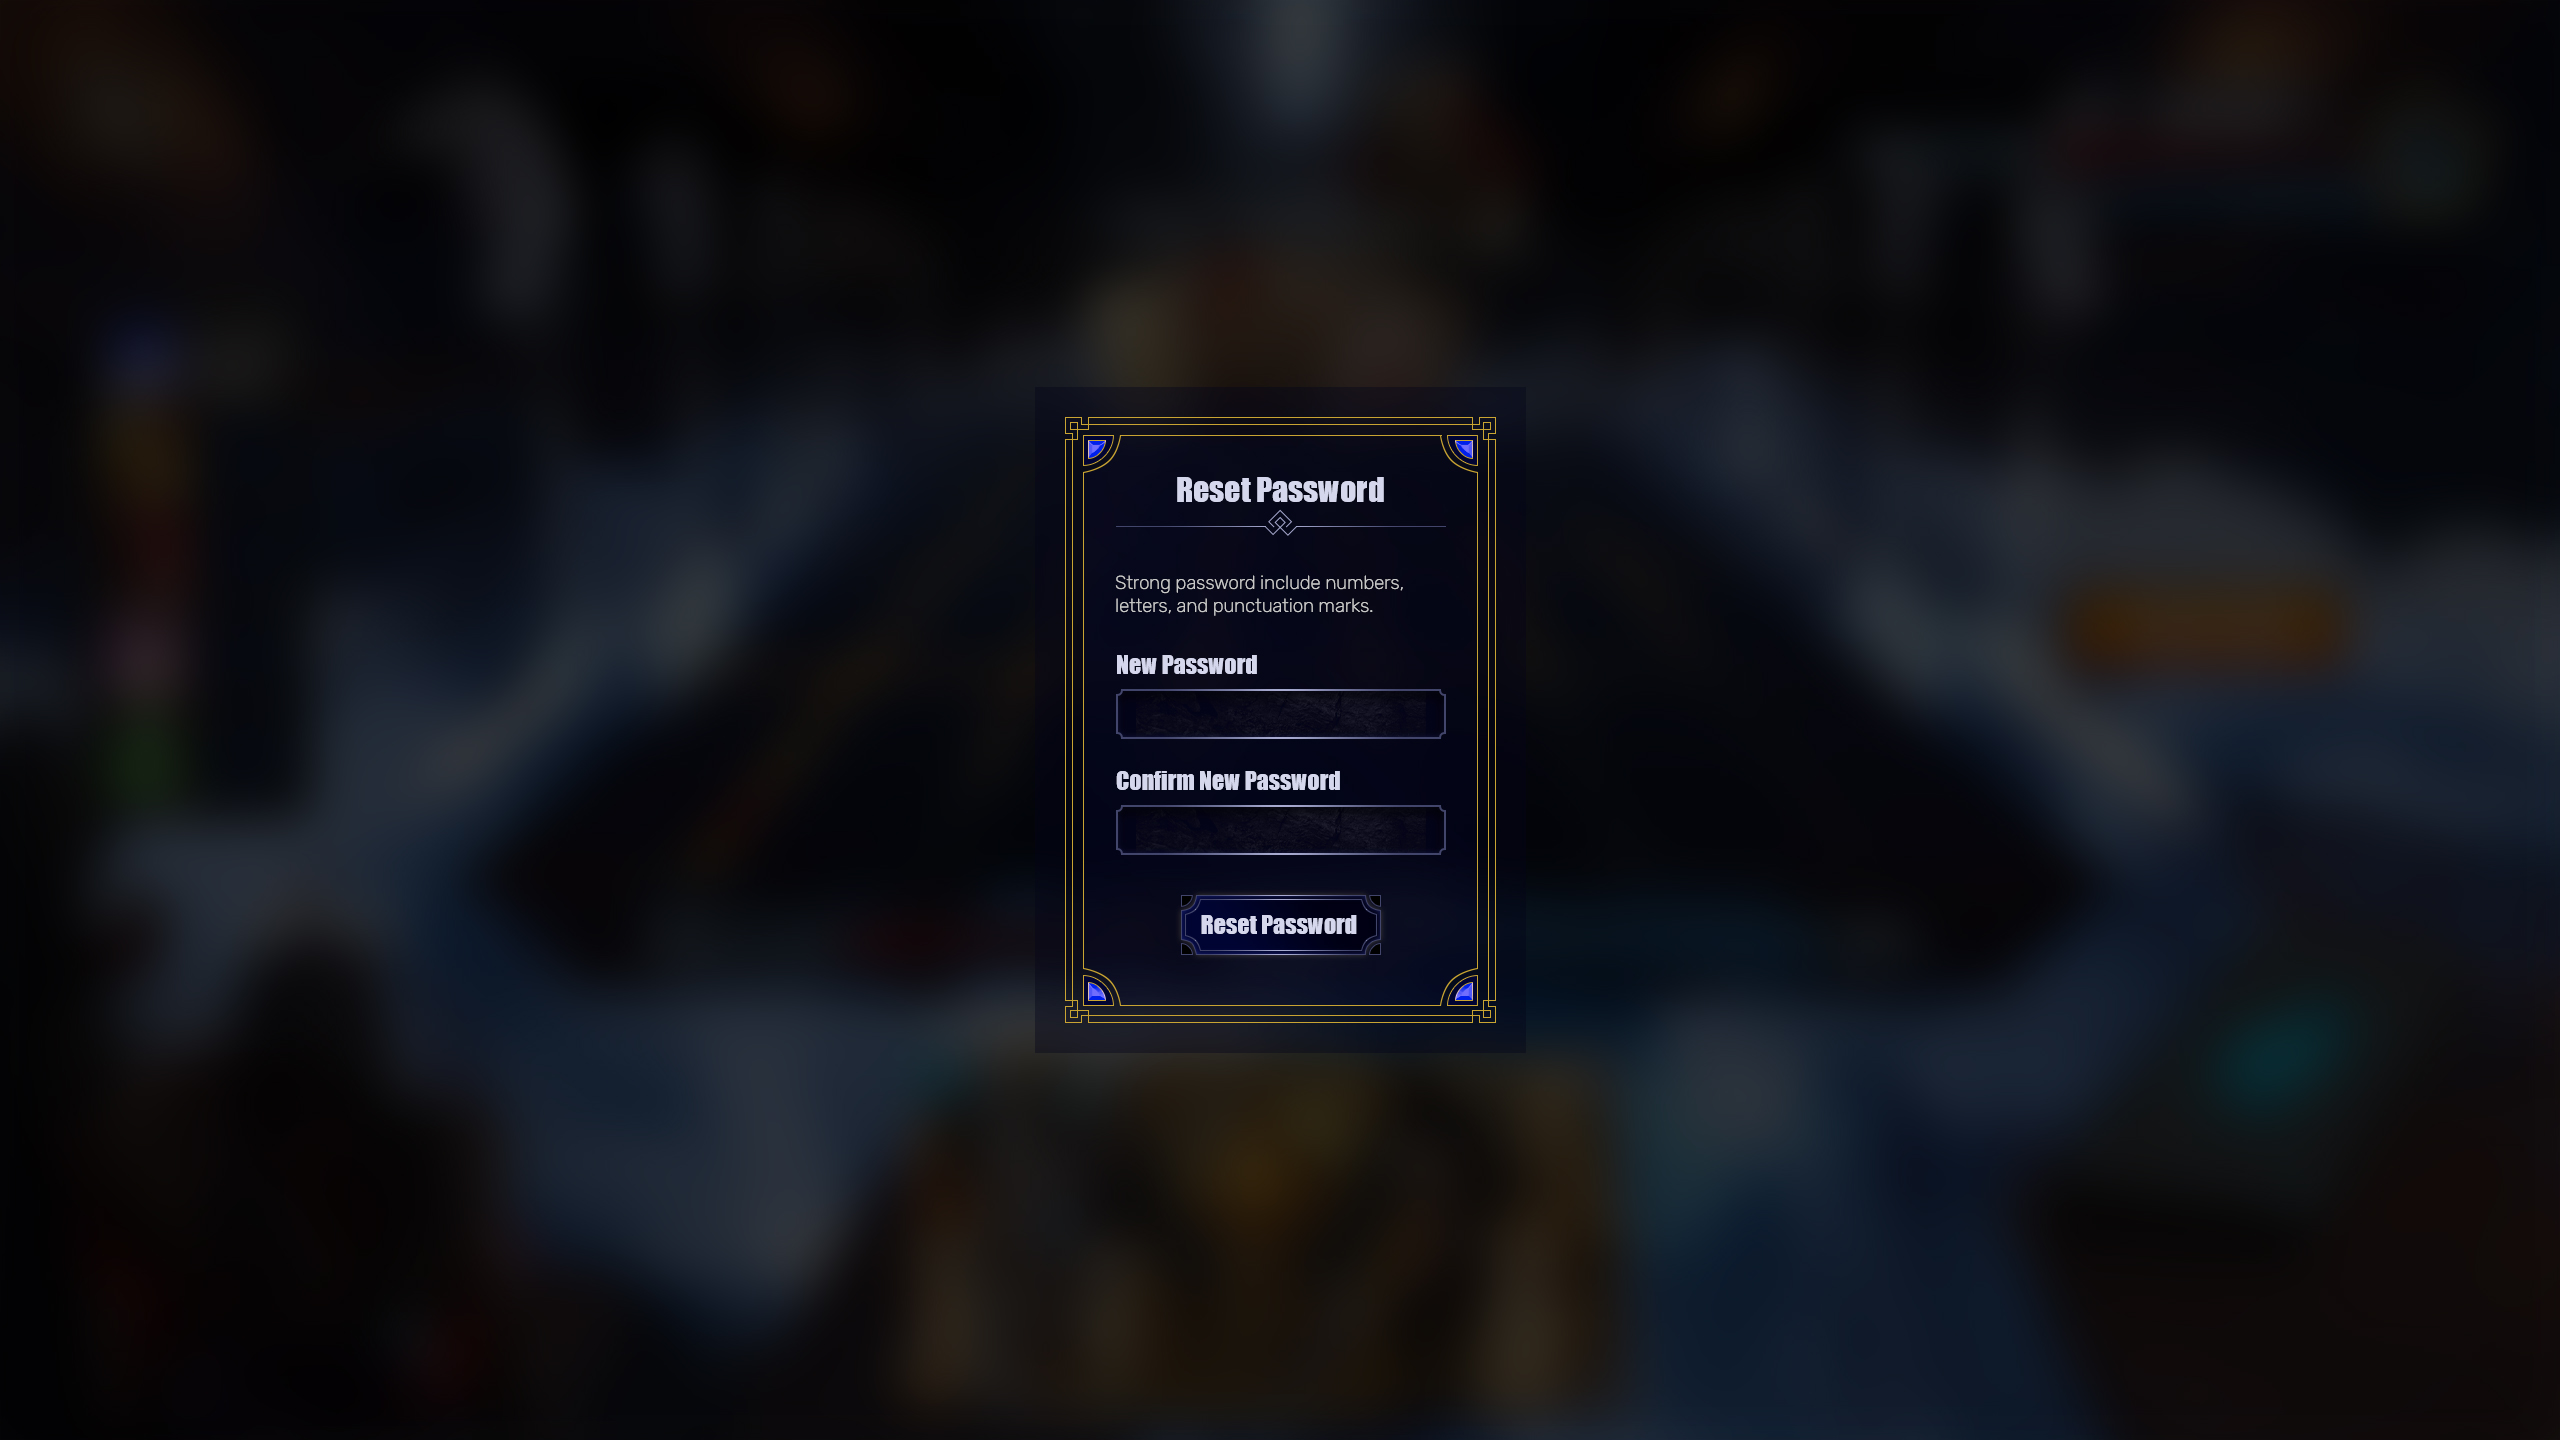 Reset Password
Strong password include numbers,
letters, and punctuation marks.
New Password
Confirm New Password
Reset Password